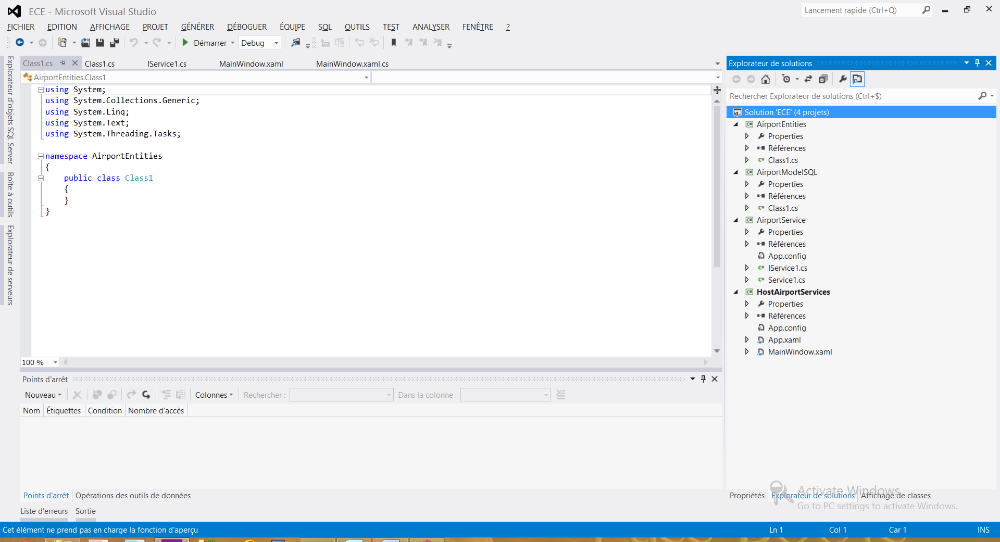 ECE - Microsoft Visual Studio
Lancement rapide (Ctrl+Q)
FICHIER EDITION AFFICHAGE PROJET GÉNÉRER DÉBOGUER ÉQUIPE SQL OUTILS TEST ANALYSER FENÊTRE ?
Démarrer Debug
Explorateur d'objets SQL Server
Boîte à outils
Explorateur de serveurs
Class1.cs Class1.cs IService1.cs MainWindow.xaml MainWindow.xaml.cs
AirportEntities.Class1
using System;
using System.Collections.Generic;
using System.Linq;
using System.Text;
using System.Threading.Tasks;
namespace AirportEntities
{
public class Class1
{
}
}
100 %
Points d'arrêt
Nouveau Colonnes Rechercher : Dans la colonne :
Nom Étiquettes Condition Nombre d'accès
Points d'arrêt Opérations des outils de données
Liste d'erreurs Sortie
Explorateur de solutions
Rechercher Explorateur de solutions (Ctrl+$)
Solution 'ECE' (4 projets)
AirportEntities
Properties
Références
Class1.cs
AirportModelSQL
Properties
Références
Class1.cs
AirportService
Properties
Références
App.config
IService1.cs
Service1.cs
HostAirportServices
Properties
Références
App.config
App.xaml
MainWindow.xaml
Activate Windows
Propriétés Explorateur de solutions Affichage de classes
Go to PC settings to activate Windows.
Cet élément ne prend pas en charge la fonction d'aperçu
Ln 1 Col 1 Car 1 INS